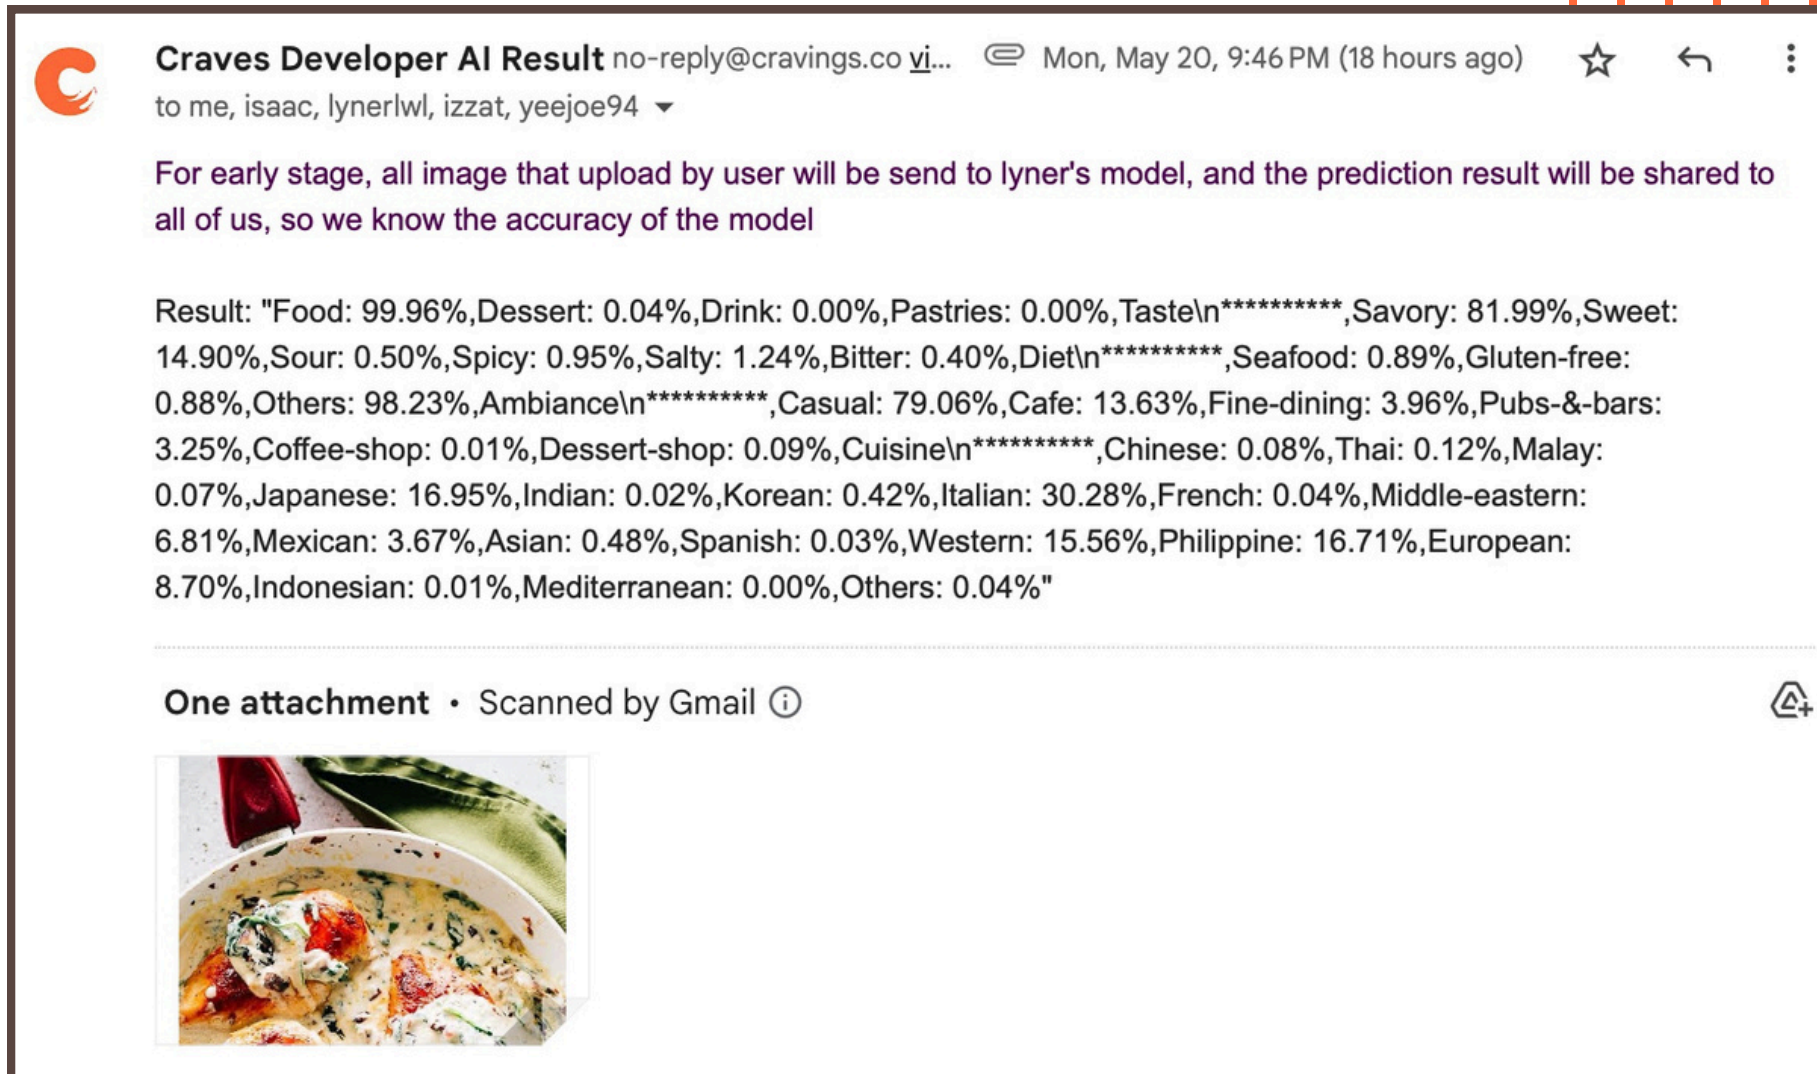 Craves Developer AI Result no-reply@cravings.co vi... Mon, May 20, 9:46 PM (18 hours ago)
to me, isaac, lynerlwl, izzat, yeejoe94
For early stage, all image that upload by user will be send to lyner's model, and the prediction result will be shared to
all of us, so we know the accuracy of the model
Result: "Food: 99.96%,Dessert: 0.04%,Drink: 0.00%,Pastries: 0.00%,Taste\n**********,Savory: 81.99%,Sweet:
14.90%,Sour: 0.50%,Spicy: 0.95%,Salty: 1.24%,Bitter: 0.40%,Diet\n**********,Seafood: 0.89%,Gluten-free:
0.88%,Others: 98.23%,Ambiance\n**********,Casual: 79.06%,Cafe: 13.63%,Fine-dining: 3.96%,Pubs-&-bars:
3.25%,Coffee-shop: 0.01%,Dessert-shop: 0.09%,Cuisine\n**********,Chinese: 0.08%,Thai: 0.12%,Malay:
0.07%,Japanese: 16.95%,Indian: 0.02%,Korean: 0.42%,Italian: 30.28%,French: 0.04%,Middle-eastern:
6.81%,Mexican: 3.67%,Asian: 0.48%,Spanish: 0.03%,Western: 15.56%,Philippine: 16.71%,European:
8.70%,Indonesian: 0.01%,Mediterranean: 0.00%,Others: 0.04%"
One attachment • Scanned by Gmail